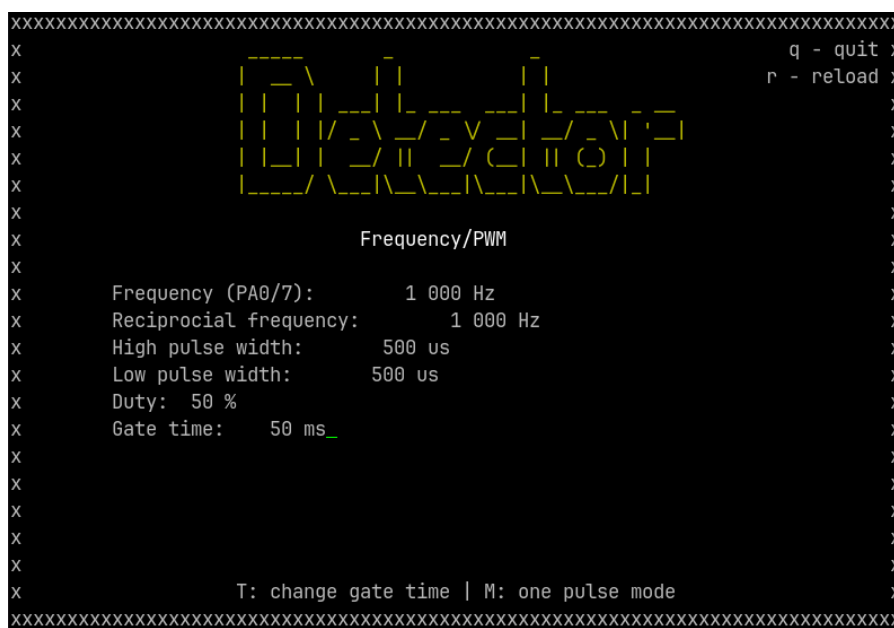 xxxxxxxxxxxxxxxxxxxxxxxxxxxxxxxxxxxxxxxxxxxxxxxxxxxxxxxxxxxxxxxxxxxxxxxxxxxxxxx
q - quit
r - reload
Detector
Frequency/PWM
Frequency (PA0/7): 1 000 Hz
Reciprocial frequency: 1 000 Hz
High pulse width: 500 us
Low pulse width: 500 us
Duty: 50 %
Gate time: 50 ms_
T: change gate time | M: one pulse mode
xxxxxxxxxxxxxxxxxxxxxxxxxxxxxxxxxxxxxxxxxxxxxxxxxxxxxxxxxxxxxxxxxxxxxxxxxxxxxxx